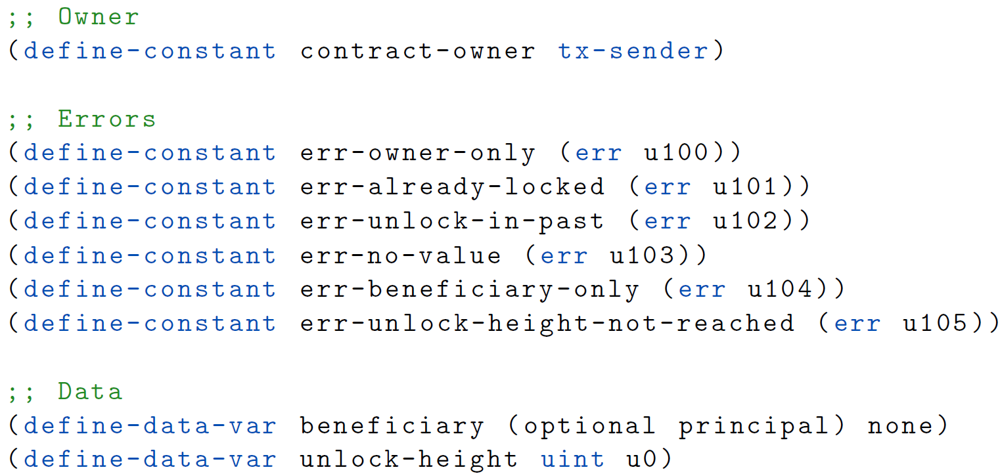 ;; Owner
(define-constant contract-owner tx-sender)
;; Errors
(define-constant err-owner-only (err u100))
(define-constant err-already-locked (err u101))
(define-constant err-unlock-in-past (err u102))
(define-constant err-no-value (err u103))
(define-constant err-beneficiary-only (err u104))
(define-constant err-unlock-height-not-reached (err u105))
;; Data
(define-data-var beneficiary (optional principal) none)
(define-data-var unlock-height uint u0)